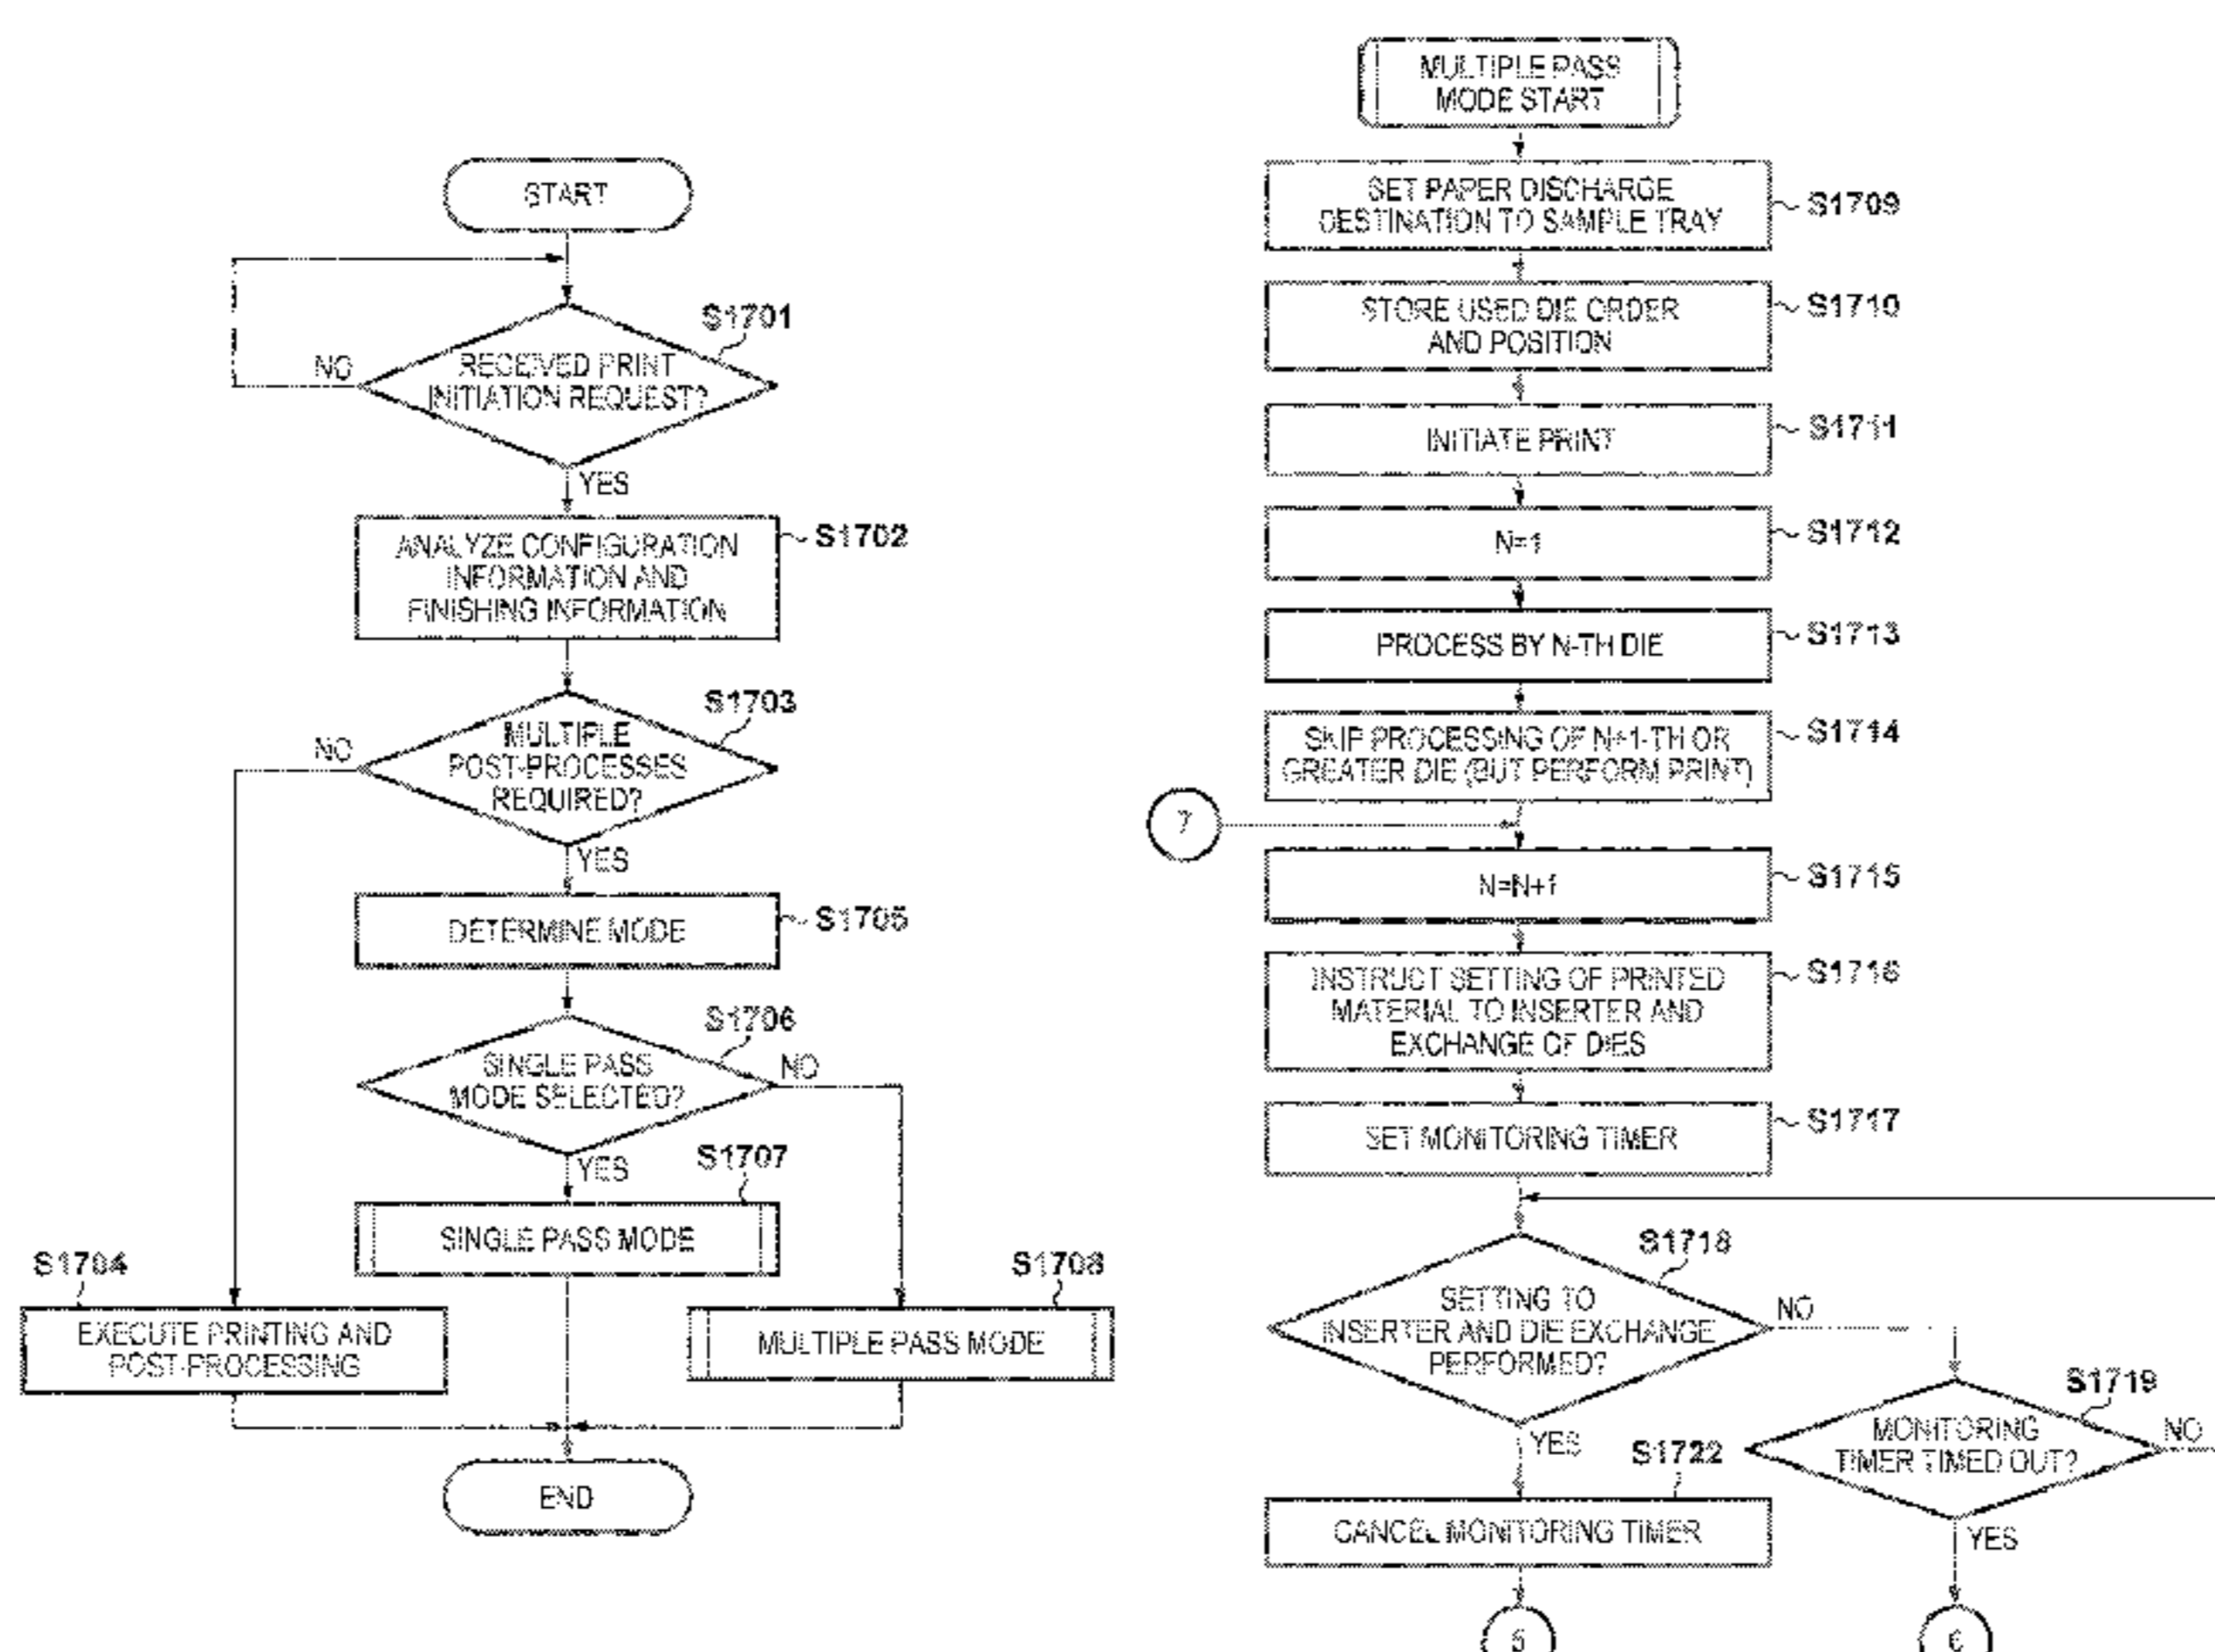 START
S1701
NO
RECEIVED PRINT
INITIATION REQUEST?
YES
S1702
ANALYZE CONFIGURATION
INFORMATION AND
FINISHING INFORMATION
S1703
NO
MULTIPLE
POST-PROCESSES
REQUIRED?
YES
DETERMINE MODE
S1705
S1706
SINGLE PASS
MODE SELECTED?
NO
YES
S1707
SINGLE PASS MODE
S1704
EXECUTE PRINTING AND
POST-PROCESSING
S1708
MULTIPLE PASS MODE
END
MULTIPLE PASS
MODE START
SET PAPER DISCHARGE
DESTINATION TO SAMPLE TRAY
S1709
STORE USED DIE ORDER
AND POSITION
S1710
INITIATE PRINT
S1711
N=1
S1712
PROCESS BY N-TH DIE
S1713
SKIP PROCESSING OF N+1-TH OR
GREATER DIE (BUT PERFORM PRINT)
S1714
7
N=N+1
S1715
INSTRUCT SETTING OF PRINTED
MATERIAL TO INSERTER AND
EXCHANGE OF DIES
S1716
SET MONITORING TIMER
S1717
S1718
SETTING TO
INSERTER AND DIE EXCHANGE
PERFORMED?
NO
YES
S1719
MONITORING
TIMER TIMED OUT?
NO
YES
S1722
CANCEL MONITORING TIMER
5
6